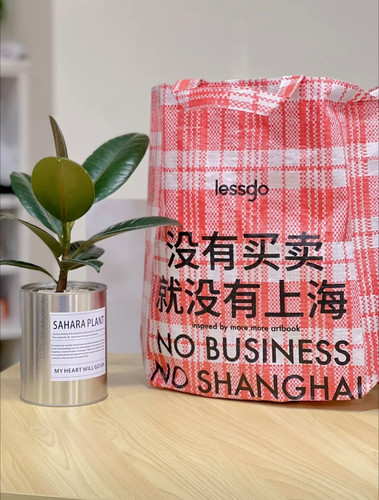 lessgo
没有买卖
就没有上海
inspired by more more artbook
NO BUSINESS
NO SHANGHAI
SAHARA PLANT
MY HEART WILL GO ON